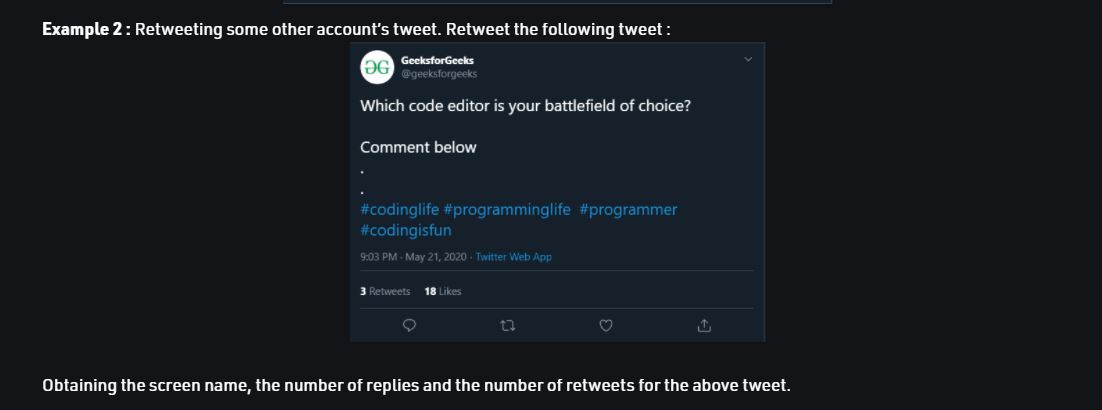 Example 2 : Retweeting some other account's tweet. Retweet the following tweet :
GeeksforGeeks
@geeksforgeeks
Which code editor is your battlefield of choice?
Comment below
.
.
#codinglife #programminglife #programmer
#codingisfun
9:03 PM · May 21, 2020 · Twitter Web App
3 Retweets 18 Likes
Obtaining the screen name, the number of replies and the number of retweets for the above tweet.